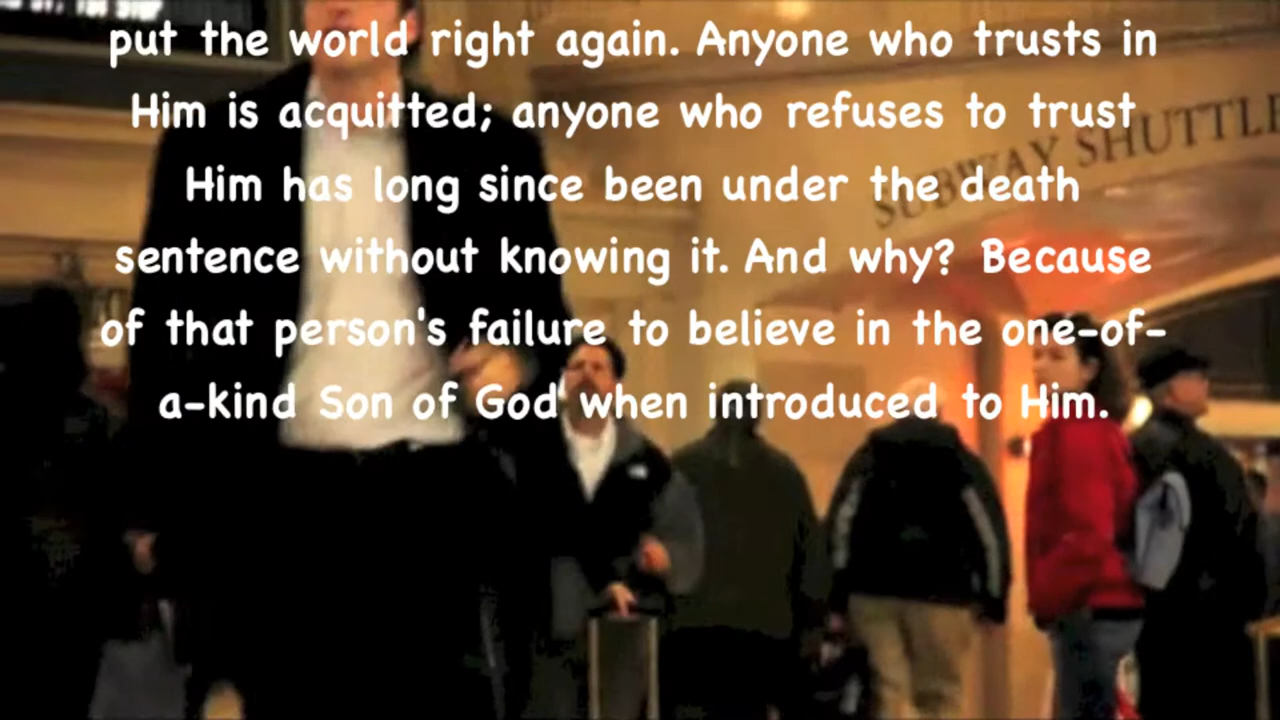 put the world right again. Anyone who trusts in
Him is acquitted; anyone who refuses to trust
Him has long since been under the death
sentence without knowing it. And why? Because
of that person's failure to believe in the one-of-
a-kind Son of God when introduced to Him.
SUBWAY SHUTTLE